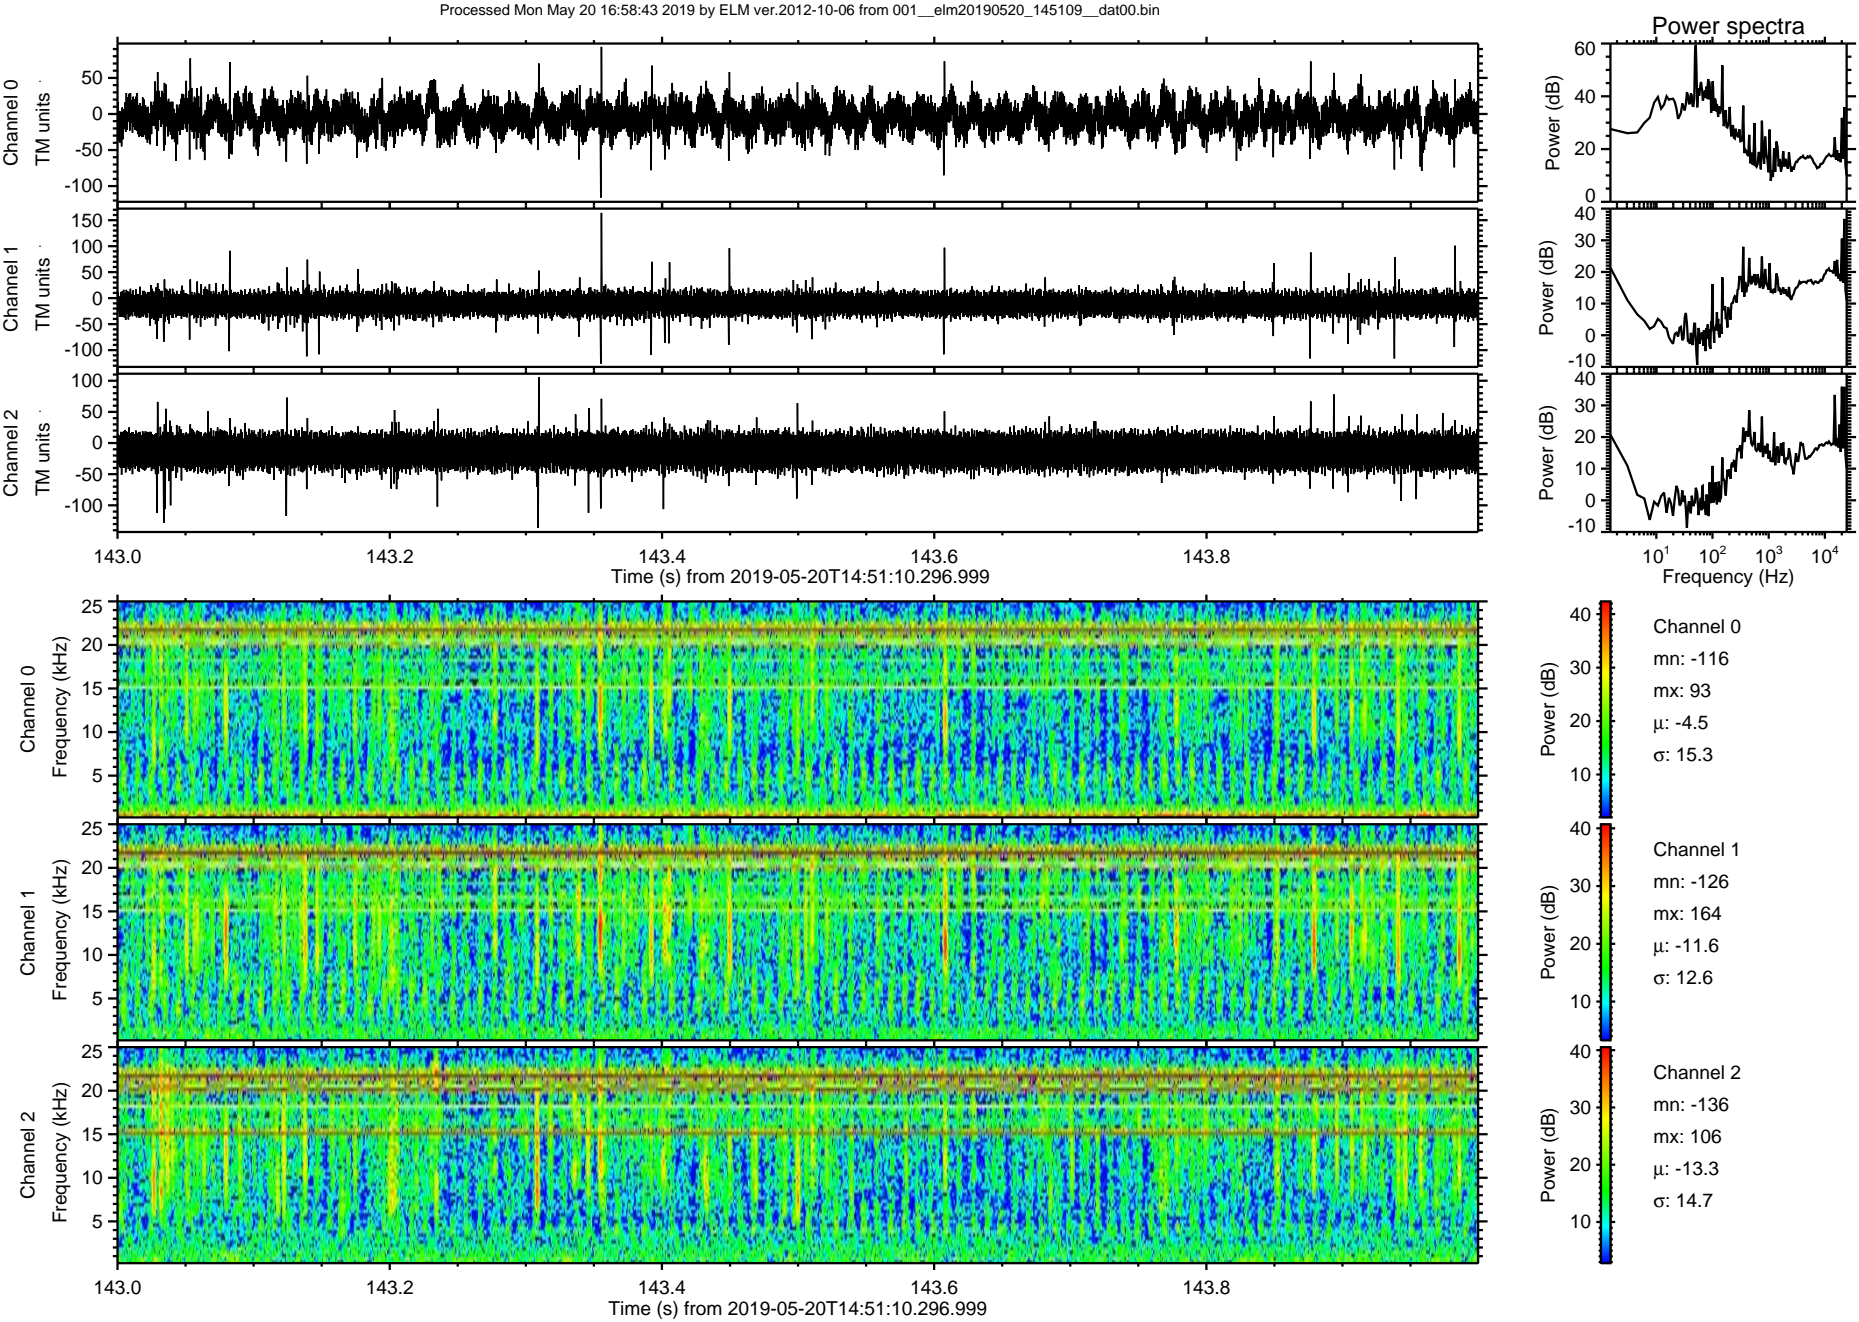 Processed Mon May 20 16:58:43 2019 by ELM ver.2012-10-06 from 001__elm20190520_145109__dat00.bin
Power spectra
Channel 0
TM units
50
0
-50
-100
Power (dB)
60
40
20
0
Channel 1
TM units
150
100
50
0
-50
-100
Power (dB)
40
30
20
10
0
-10
Channel 2
TM units
100
50
0
-50
-100
Power (dB)
40
30
20
10
0
-10
143.0 143.2 143.4 143.6 143.8
Time (s) from 2019-05-20T14:51:10.296.999
10^1 10^2 10^3 10^4
Frequency (Hz)
Channel 0
Frequency (kHz)
25
20
15
10
5
Power (dB)
40
30
20
10
Channel 0
mn: -116
mx: 93
μ: -4.5
σ: 15.3
Channel 1
Frequency (kHz)
25
20
15
10
5
Power (dB)
40
30
20
10
Channel 1
mn: -126
mx: 164
μ: -11.6
σ: 12.6
Channel 2
Frequency (kHz)
25
20
15
10
5
Power (dB)
40
30
20
10
Channel 2
mn: -136
mx: 106
μ: -13.3
σ: 14.7
143.0 143.2 143.4 143.6 143.8
Time (s) from 2019-05-20T14:51:10.296.999